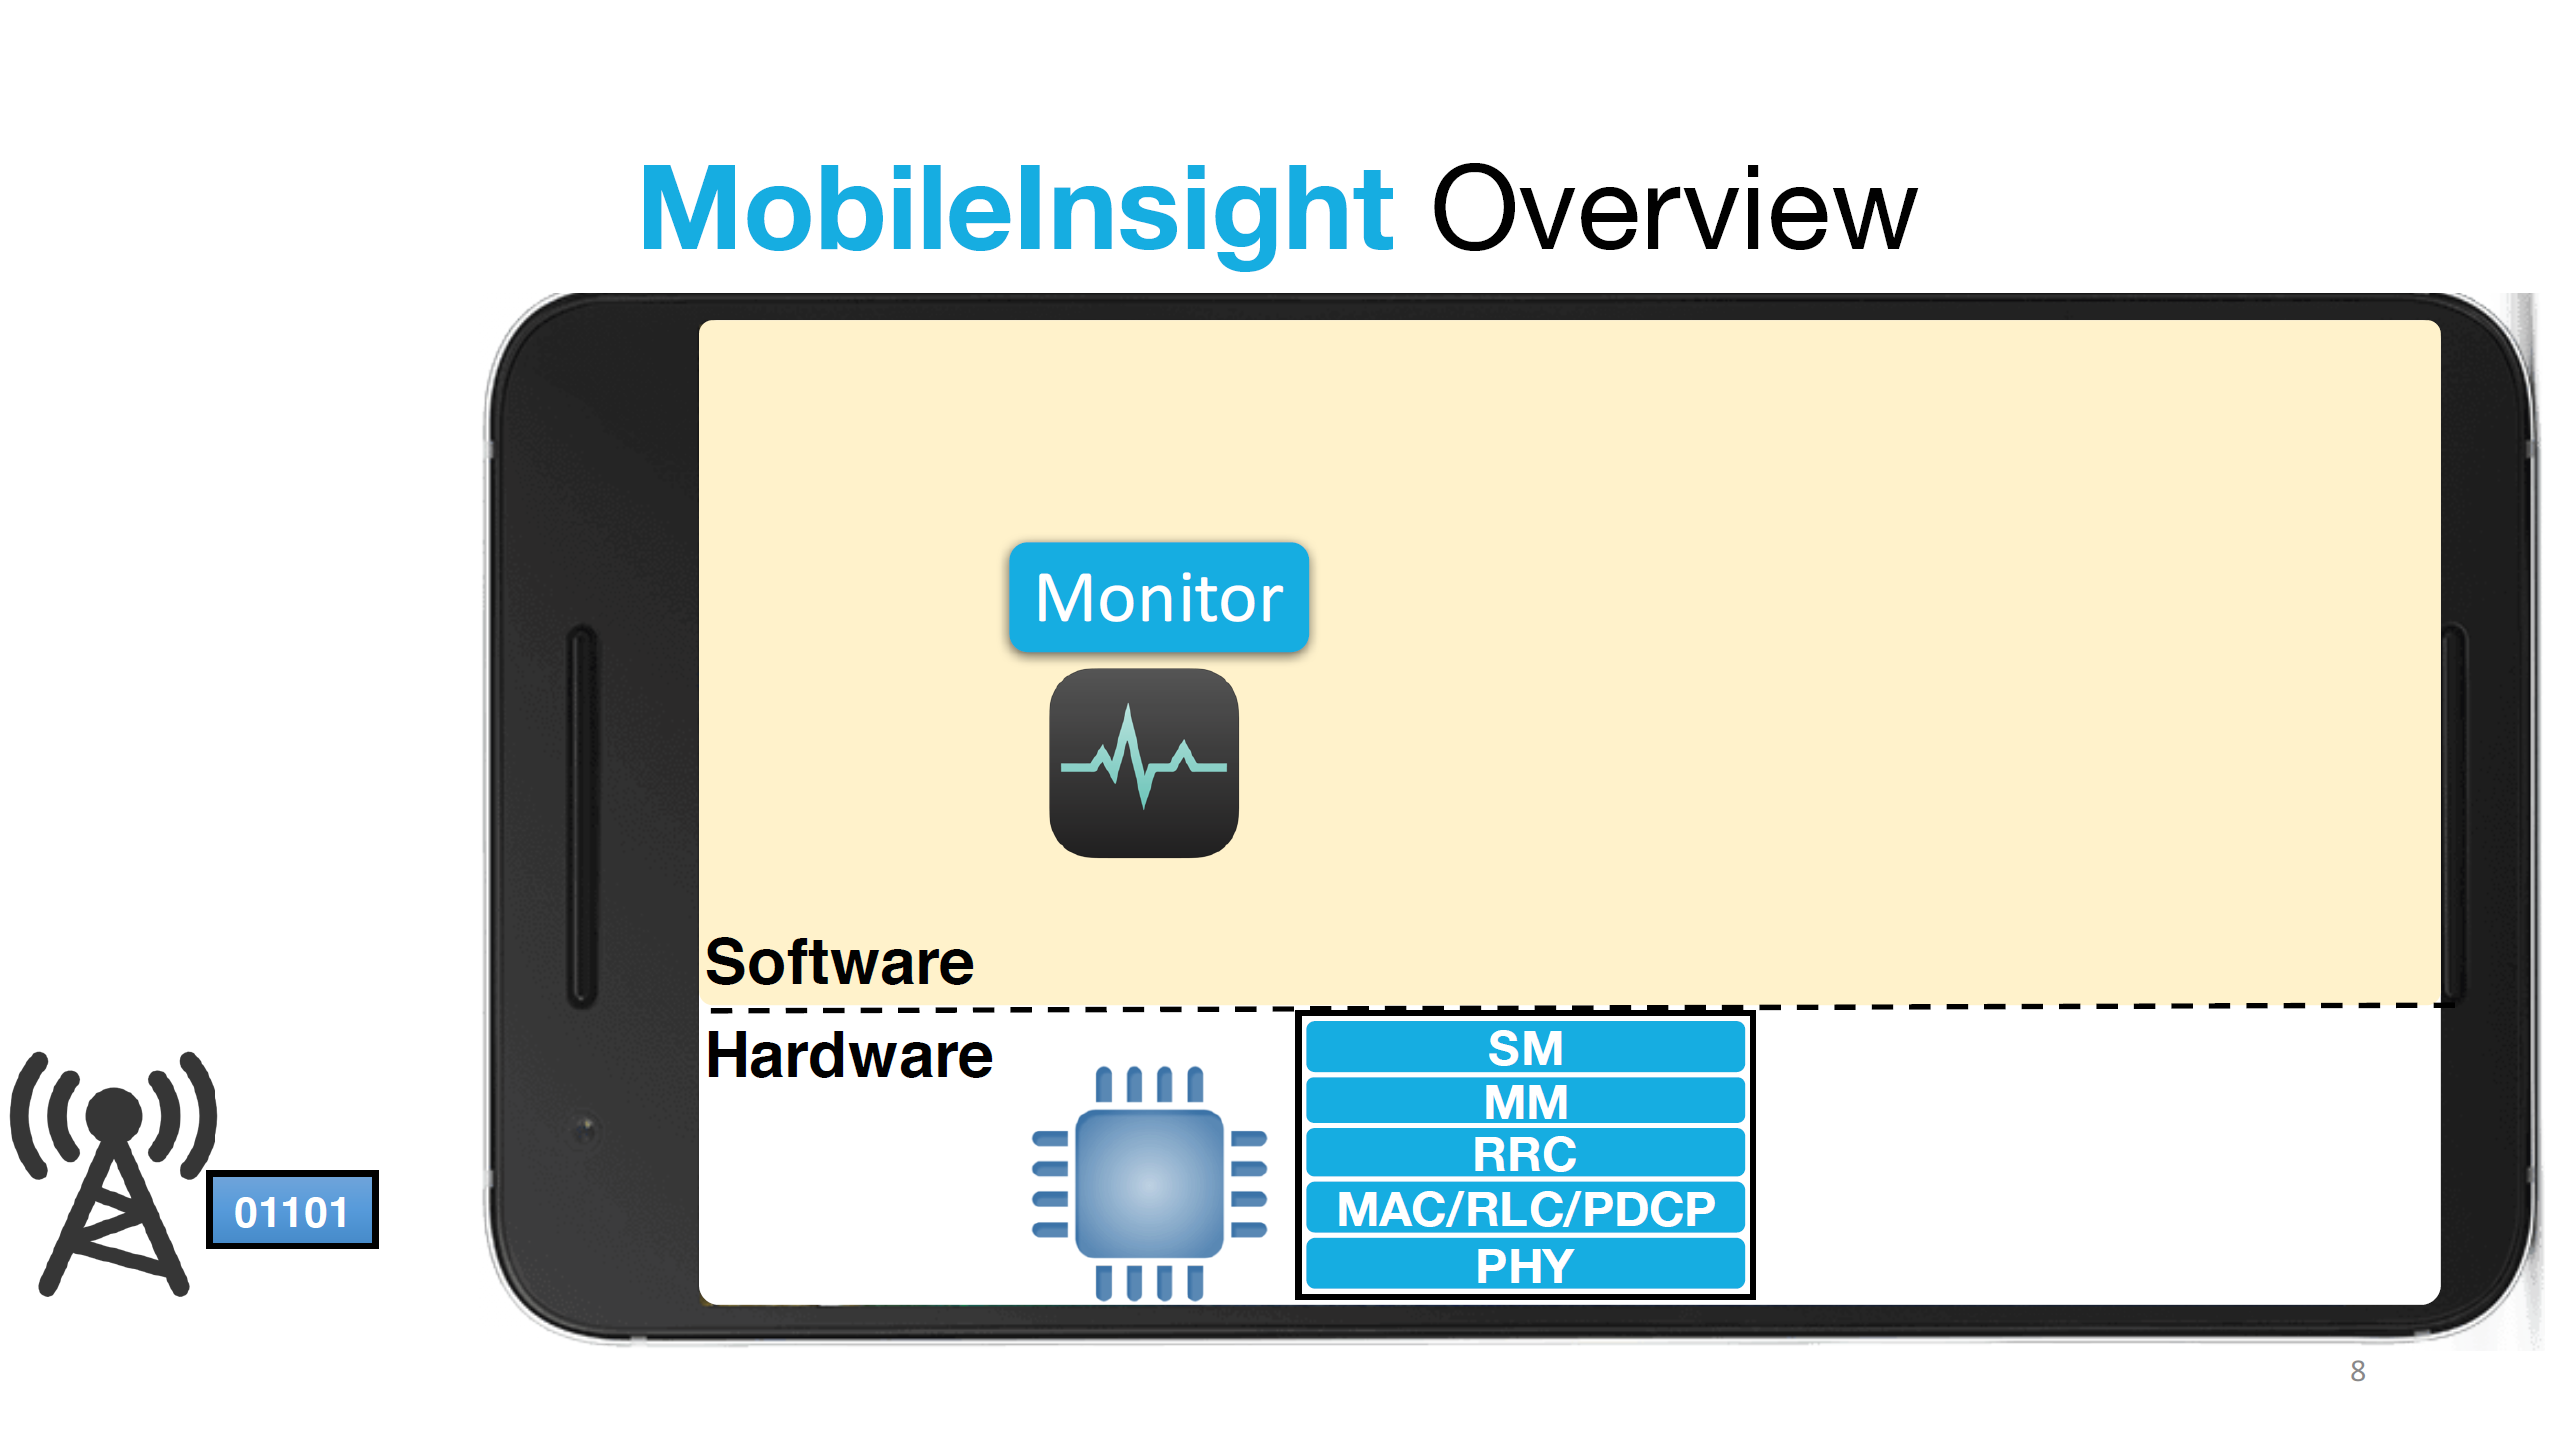 MobileInsight Overview
Monitor
Software
Hardware
SM
MM
RRC
MAC/RLC/PDCP
PHY
01101
8